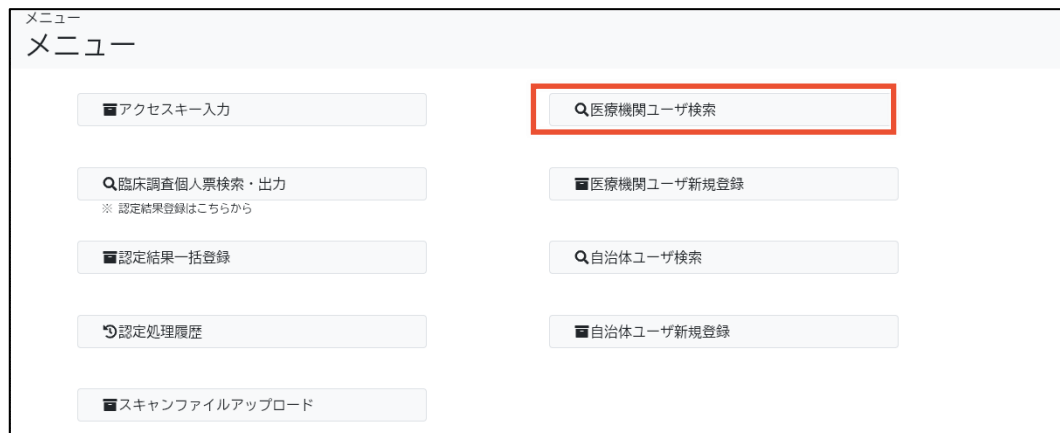 メニュー
メニュー
アクセスキー入力
医療機関ユーザ検索
臨床調査個人票検索・出力
医療機関ユーザ新規登録
※ 認定結果登録はこちらから
認定結果一括登録
自治体ユーザ検索
認定処理履歴
自治体ユーザ新規登録
スキャンファイルアップロード